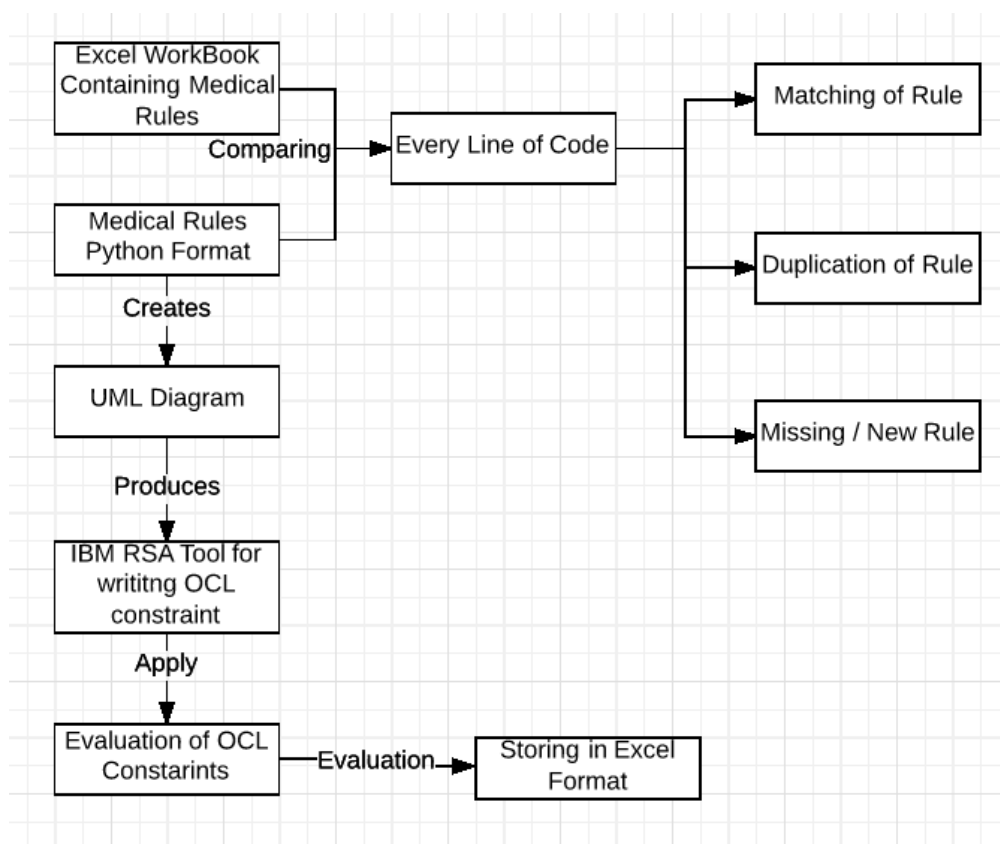 Excel WorkBook
Containing Medical
Rules
Comparing
Every Line of Code
Matching of Rule
Medical Rules
Python Format
Duplication of Rule
Creates
UML Diagram
Missing / New Rule
Produces
IBM RSA Tool for
writitng OCL
constraint
Apply
Evaluation of OCL
Constarints
Evaluation
Storing in Excel
Format